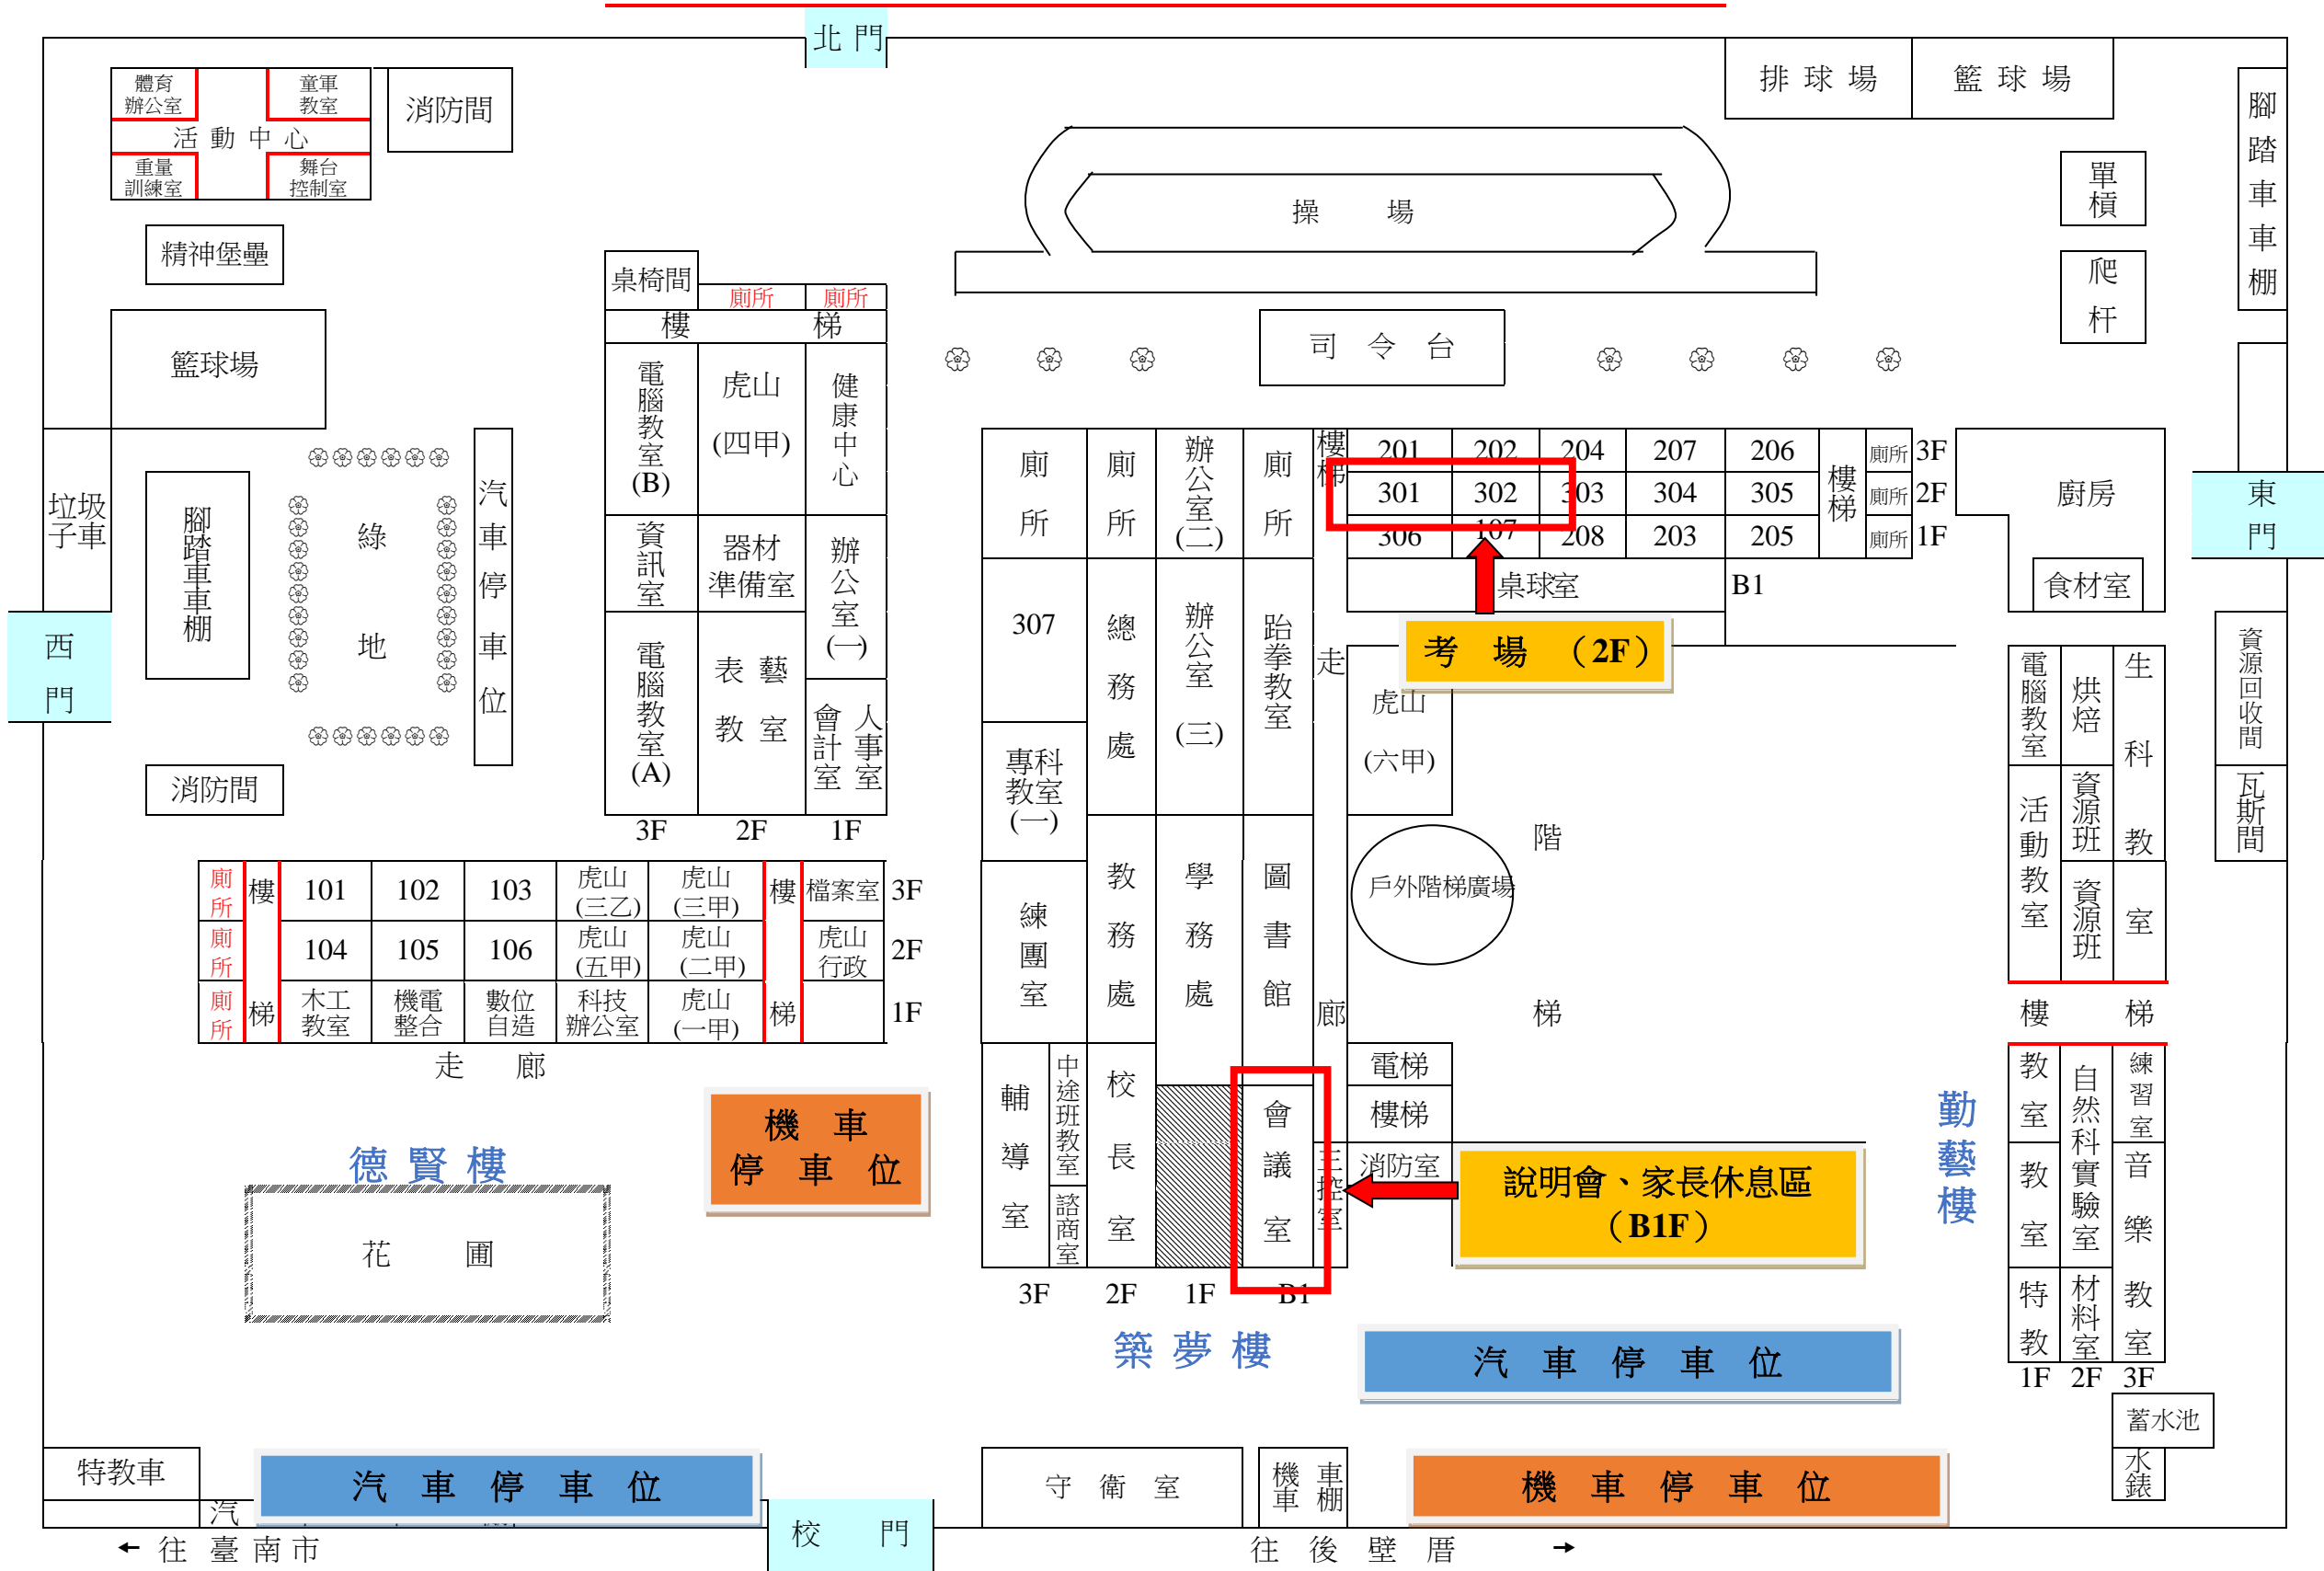 北門
體育
辦公室
童軍
教室
活動中心
重量
訓練室
舞台
控制室
消防間
排球場
籃球場
腳踏車車棚
單槓
爬杆
操場
精神堡壘
籃球場
桌椅間
廁所
廁所
樓梯
司令台
電腦教室(B)
虎山
(四甲)
健康中心
資訊室
器材
準備室
辦公室(一)
電腦教室(A)
表藝
教室
會計室
人事室
3F
2F
1F
垃圾
子車
腳踏車車棚
綠地
汽車停車位
西門
消防間
廁所
廁所
辦公室(二)
廁所
樓梯
201
202
204
207
206
樓梯
廁所
3F
301
302
303
304
305
廁所
2F
306
107
208
203
205
廁所
1F
桌球室
B1
考場(2F)
廚房
食材室
東門
307
總務處
辦公室(三)
跆拳教室
走廊
虎山
(六甲)
專科
教室
(一)
練團室
教務處
學務處
圖書館
戶外階梯廣場
階梯
電腦教室
烘焙
生科教室
資源回收間
瓦斯間
活動教室
資源班
資源班
樓梯
廁所
樓梯
101
102
103
虎山
(三乙)
虎山
(三甲)
樓梯
檔案室
3F
廁所
104
105
106
虎山
(五甲)
虎山
(二甲)
虎山
行政
2F
廁所
木工
教室
機電
整合
數位
自造
科技
辦公室
虎山
(一甲)
1F
走廊
德賢樓
機車
停車位
花圃
輔導室
中途班教室
諮商室
校長室
會議室
電梯
樓梯
消防室
說明會、家長休息區
(B1F)
3F
2F
1F
B1
築夢樓
勤藝樓
教室
自然科實驗室
練習室
教室
音樂教室
特教
材料室
1F
2F
3F
汽車停車位
蓄水池
水錶
特教車
汽
汽車停車位
校門
守衛室
機車
車棚
機車停車位
←往臺南市
往後壁厝→